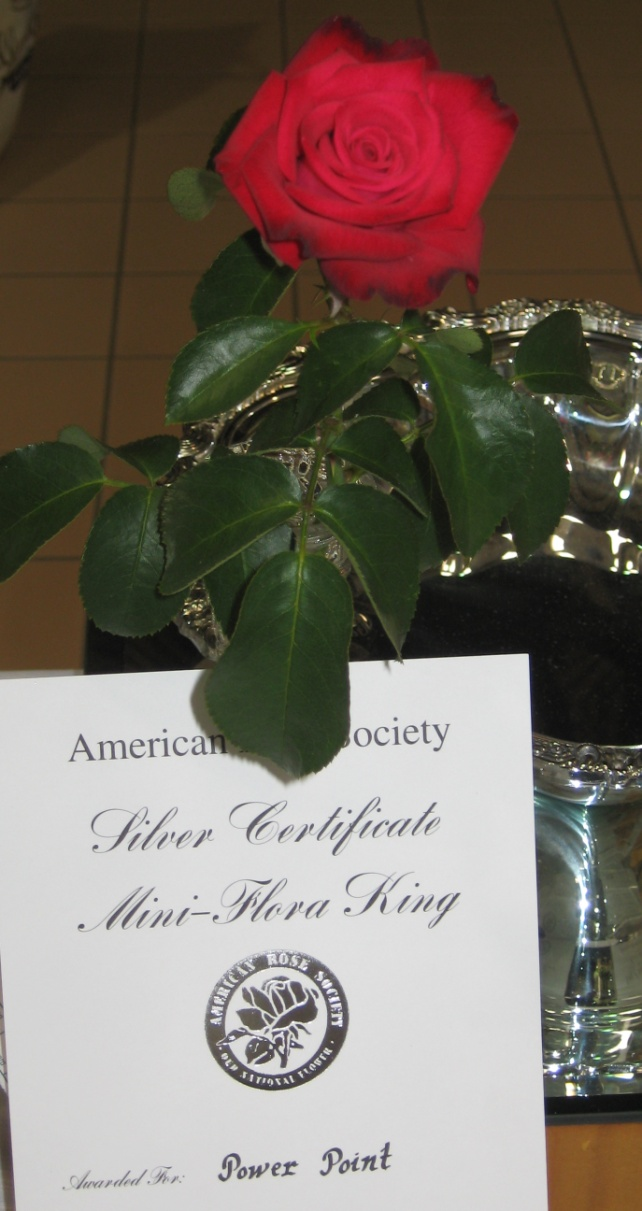 American Society
Silver Certificate
Mini-Flora King
AMERICAN ROSE SOCIETY
OUR NATIONAL FLOWER
Awarded For: Power Point